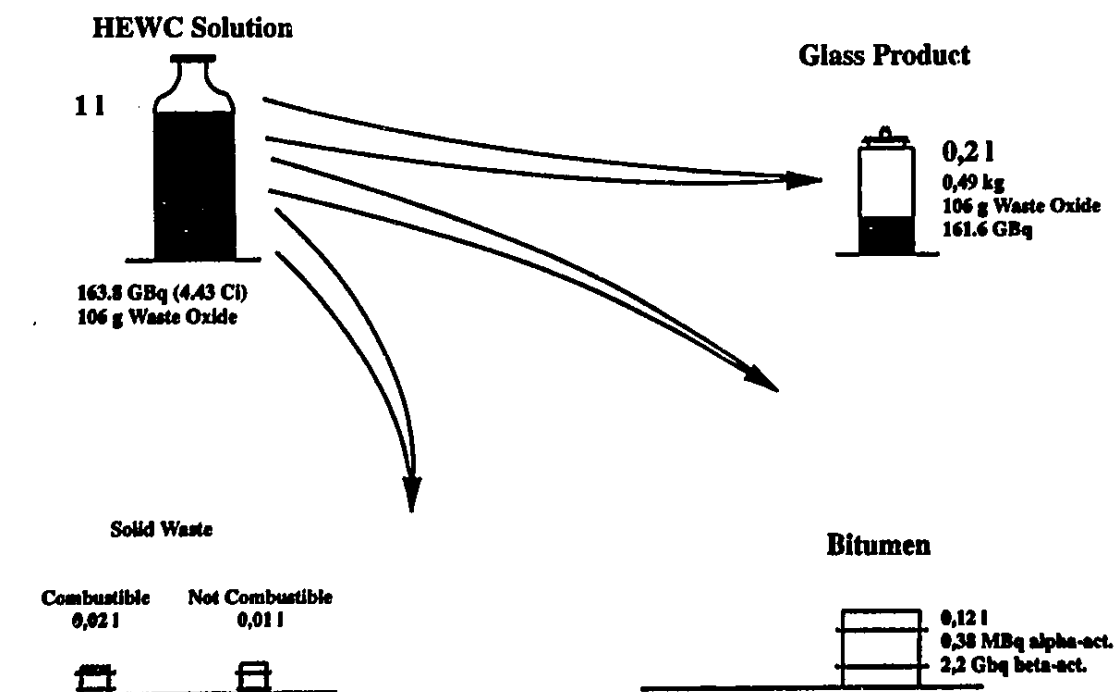 HEWC Solution
1 l
163.8 GBq (4.43 Ci)
106 g Waste Oxide
Glass Product
0,2 l
0,49 kg
106 g Waste Oxide
161.6 GBq
Solid Waste
Combustible
0,02 l
Not Combustible
0,01 l
Bitumen
0,12 l
0,38 MBq alpha-act.
2,2 Gbq beta-act.